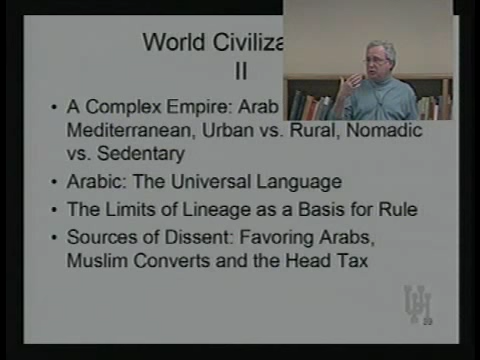 World Civiliza
II
• A Complex Empire: Arab
Mediterranean, Urban vs. Rural, Nomadic
vs. Sedentary
• Arabic: The Universal Language
• The Limits of Lineage as a Basis for Rule
• Sources of Dissent: Favoring Arabs,
Muslim Converts and the Head Tax
UH